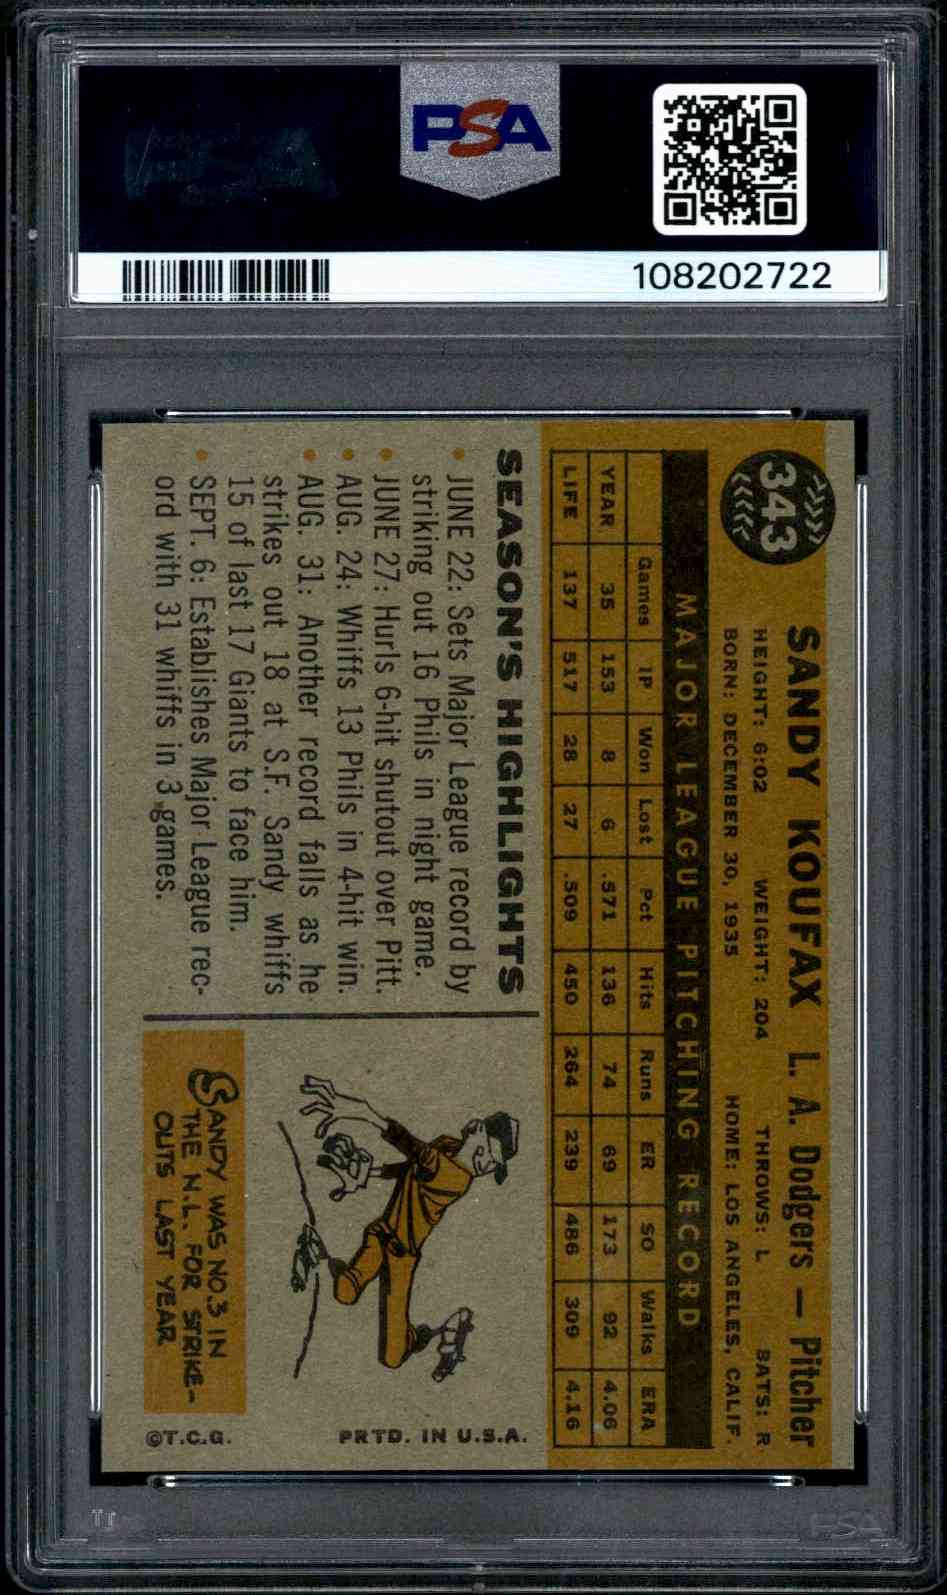 PSA
108202722
343
SANDY KOUFAX L. A. Dodgers — Pitcher
HEIGHT: 6:02 WEIGHT: 204 THROWS: L BATS: R
BORN: DECEMBER 30, 1935 HOME: LOS ANGELES, CALIF.
MAJOR LEAGUE PITCHING RECORD
Games IP Won Lost Pct Hits Runs ER SO Walks ERA
YEAR 35 153 8 6 .571 136 74 69 173 92 4.06
LIFE 137 517 28 27 .509 450 264 239 486 309 4.16
SEASON'S HIGHLIGHTS
• JUNE 22: Sets Major League record by
striking out 16 Phils in night game.
• JUNE 27: Hurls 6-hit shutout over Pitt.
• AUG. 24: Whiffs 13 Phils in 4-hit win.
• AUG. 31: Another record falls as he
strikes out 18 at S.F. Sandy whiffs
15 of last 17 Giants to face him.
• SEPT. 6: Establishes Major League rec-
ord with 31 whiffs in 3 games.
SANDY WAS NO. 3 IN
THE N.L. FOR STRIKE-
OUTS LAST YEAR
©T.C.G.
PRTD. IN U.S.A.
PSA